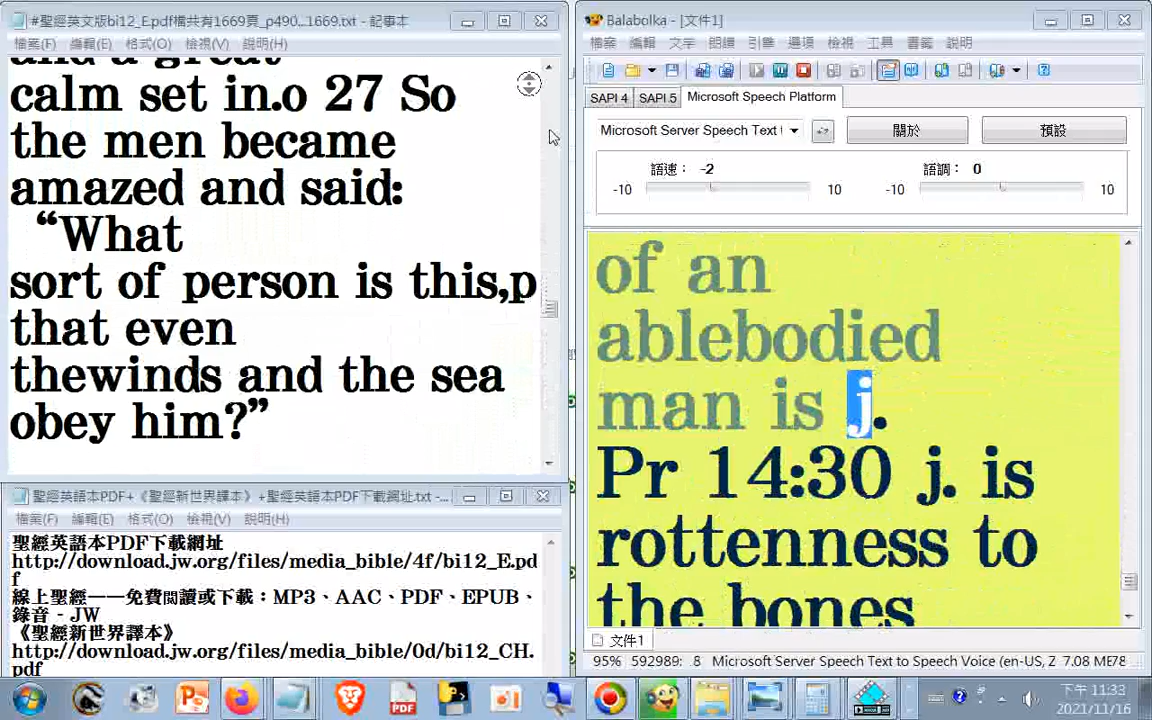 #聖經英文版bi12_E.pdf檔共有1669頁_p490...1669.txt - 記事本
檔案(F) 編輯(E) 格式(O) 檢視(V) 說明(H)
and a great
calm set in.o 27 So
the men became
amazed and said:
“What
sort of person is this,p
that even
thewinds and the sea
obey him?”
聖經英語本PDF+《聖經新世界譯本》+聖經英語本PDF下載網址.txt -...
檔案(F) 編輯(E) 格式(O) 檢視(V) 說明(H)
聖經英語本PDF下載網址
http://download.jw.org/files/media_bible/4f/bi12_E.pd
f
線上聖經——免費閱讀或下載：MP3、AAC、PDF、EPUB、
錄音 - JW
《聖經新世界譯本》
http://download.jw.org/files/media_bible/0d/bi12_CH.
pdf
Balabolka - [文件1]
檔案 編輯 文字 朗讀 引擎 選項 檢視 工具 書籤 說明
SAPI 4 SAPI 5 Microsoft Speech Platform
Microsoft Server Speech Text 關於 預設
語速： -2 語調： 0
-10 10 -10 10
of an
ablebodied
man is j.
Pr 14:30 j. is
rottenness to
the bones
文件1
95% 592989: 8 Microsoft Server Speech Text to Speech Voice (en-US, Z 7.08 ME78
PDF
下午 11:33
2021/11/16